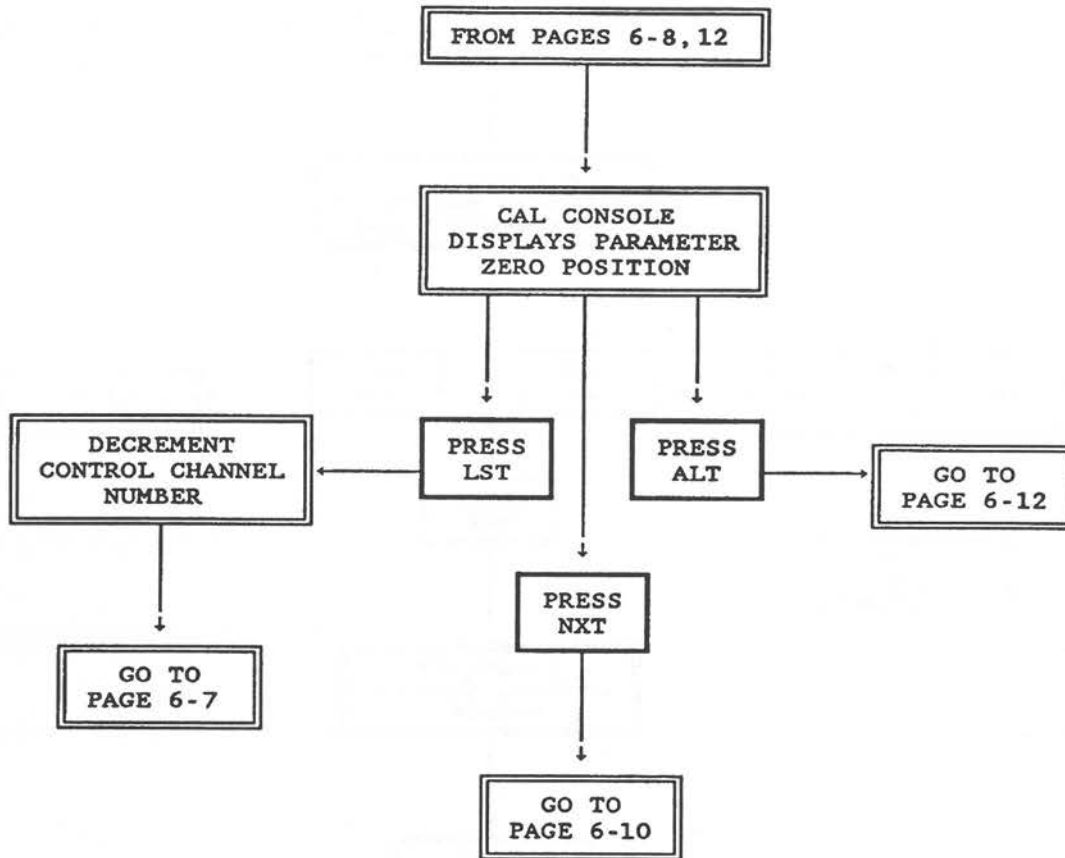 FROM PAGES 6-8, 12
CAL CONSOLE
DISPLAYS PARAMETER
ZERO POSITION
DECREMENT
CONTROL CHANNEL
NUMBER
PRESS
LST
PRESS
ALT
GO TO
PAGE 6-12
PRESS
NXT
GO TO
PAGE 6-7
GO TO
PAGE 6-10